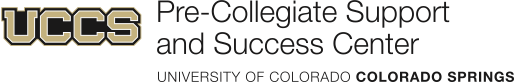 UCCS
Pre-Collegiate Support
and Success Center
UNIVERSITY OF COLORADO COLORADO SPRINGS